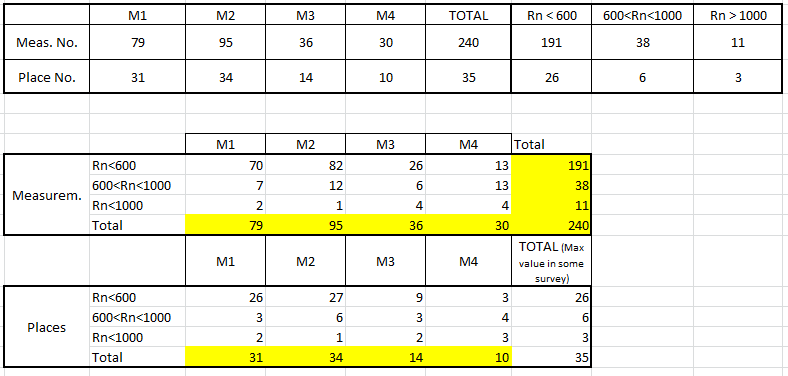 M1 M2 M3 M4 TOTAL Rn < 600 600<Rn<1000 Rn > 1000
Meas. No. 79 95 36 30 240 191 38 11
Place No. 31 34 14 10 35 26 6 3
M1 M2 M3 M4 Total
Rn<600 70 82 26 13 191
600<Rn<1000 7 12 6 13 38
Measurem.
Rn<1000 2 1 4 4 11
Total 79 95 36 30 240
M1 M2 M3 M4 TOTAL (Max
value in some
survey)
Rn<600 26 27 9 3 26
600<Rn<1000 3 6 3 4 6
Places
Rn<1000 2 1 2 3 3
Total 31 34 14 10 35